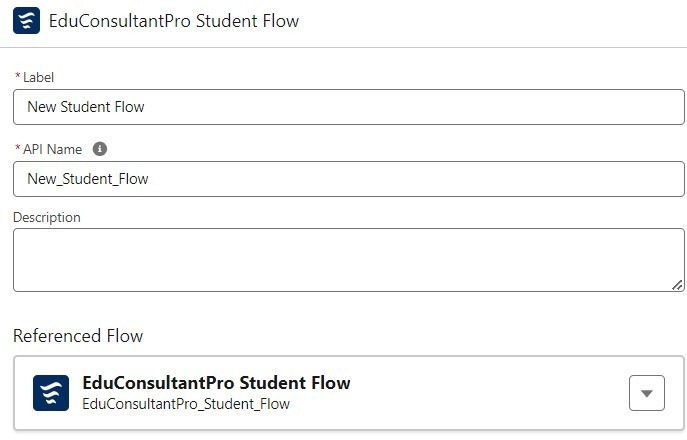 EduConsultantPro Student Flow
* Label
New Student Flow
* API Name
New_Student_Flow
Description
Referenced Flow
EduConsultantPro Student Flow
EduConsultantPro_Student_Flow